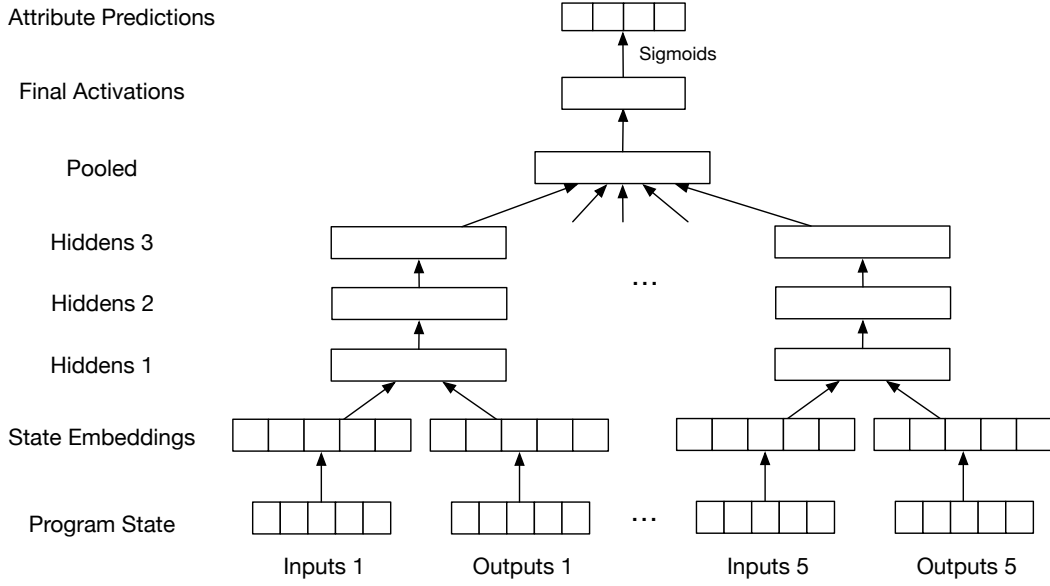 Attribute Predictions
Sigmoids
Final Activations
Pooled
Hiddens 3
...
Hiddens 2
Hiddens 1
State Embeddings
Program State
...
Inputs 1 Outputs 1 Inputs 5 Outputs 5